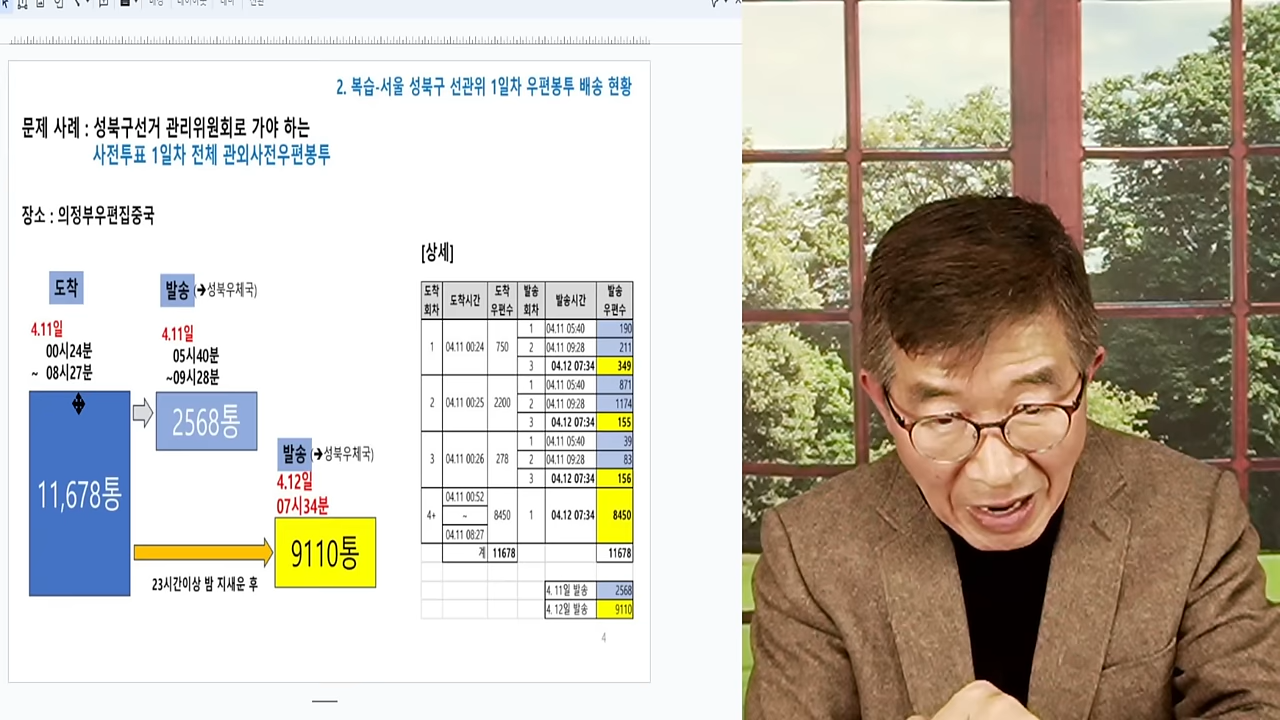 2. 복습-서울 성북구 선관위 1일차 우편봉투 배송 현황
문제 사례 : 성북구선거 관리위원회로 가야 하는
사전투표 1일차 전체 관외사전우편봉투
장소 : 의정부우편집중국
[상세]
도착
발송 (➔성북우체국)
4.11일
00시24분
~ 08시27분
4.11일
05시40분
~09시28분
11,678통
2568통
발송 (➔성북우체국)
4.12일
07시34분
9110통
23시간이상 밤 지새운 후
도착 회차 도착시간 도착 우편수 발송 회차 발송시간 발송 우편수
1 04.11 00:24 750 1 04.11 05:40 190
2 04.11 09:28 211
3 04.12 07:34 349
2 04.11 00:25 2200 1 04.11 05:40 871
2 04.11 09:28 1174
3 04.12 07:34 155
3 04.11 00:26 278 1 04.11 05:40 39
2 04.11 09:28 83
3 04.12 07:34 156
4+ 04.11 00:52 ~ 04.11 08:27 8450 1 04.12 07:34 8450
계 11678 11678
4. 11일 발송 2568
4. 12일 발송 9110
4